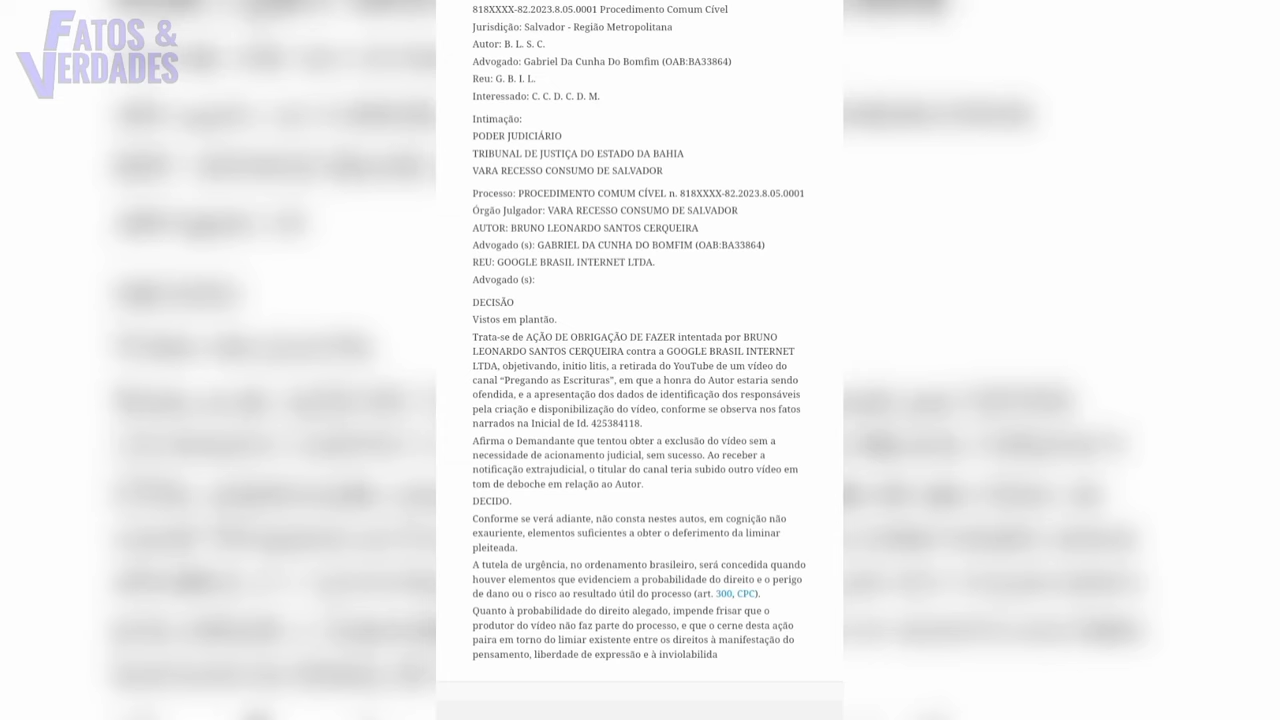 FATOS &
VERDADES
818XXXX-82.2023.8.05.0001 Procedimento Comum Cível
Jurisdição: Salvador - Região Metropolitana
Autor: B. L. S. C.
Advogado: Gabriel Da Cunha Do Bomfim (OAB:BA33864)
Reu: G. B. I. L.
Interessado: C. C. D. C. D. M.
Intimação:
PODER JUDICIÁRIO
TRIBUNAL DE JUSTIÇA DO ESTADO DA BAHIA
VARA RECESSO CONSUMO DE SALVADOR
Processo: PROCEDIMENTO COMUM CÍVEL n. 818XXXX-82.2023.8.05.0001
Órgão Julgador: VARA RECESSO CONSUMO DE SALVADOR
AUTOR: BRUNO LEONARDO SANTOS CERQUEIRA
Advogado (s): GABRIEL DA CUNHA DO BOMFIM (OAB:BA33864)
REU: GOOGLE BRASIL INTERNET LTDA.
Advogado (s):
DECISÃO
Vistos em plantão.
Trata-se de AÇÃO DE OBRIGAÇÃO DE FAZER intentada por BRUNO
LEONARDO SANTOS CERQUEIRA contra a GOOGLE BRASIL INTERNET
LTDA, objetivando, initio litis, a retirada do YouTube de um vídeo do
canal “Pregando as Escrituras”, em que a honra do Autor estaria sendo
ofendida, e a apresentação dos dados de identificação dos responsáveis
pela criação e disponibilização do vídeo, conforme se observa nos fatos
narrados na Inicial de Id. 425384118.
Afirma o Demandante que tentou obter a exclusão do vídeo sem a
necessidade de acionamento judicial, sem sucesso. Ao receber a
notificação extrajudicial, o titular do canal teria subido outro vídeo em
tom de deboche em relação ao Autor.
DECIDO.
Conforme se verá adiante, não consta nestes autos, em cognição não
exauriente, elementos suficientes a obter o deferimento da liminar
pleiteada.
A tutela de urgência, no ordenamento brasileiro, será concedida quando
houver elementos que evidenciem a probabilidade do direito e o perigo
de dano ou o risco ao resultado útil do processo (art. 300, CPC).
Quanto à probabilidade do direito alegado, impende frisar que o
produtor do vídeo não faz parte do processo, e que o cerne desta ação
paira em torno do limiar existente entre os direitos à manifestação do
pensamento, liberdade de expressão e à inviolabilida